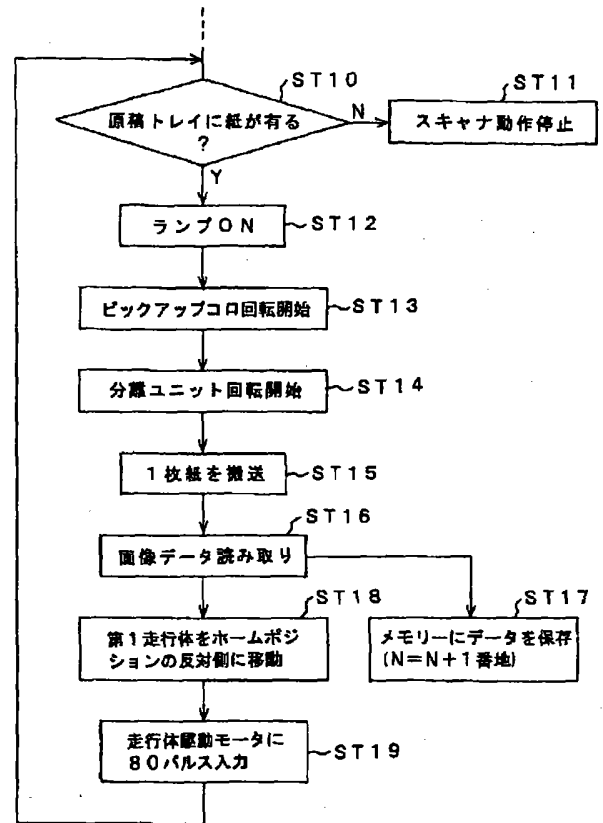 ST10
原稿トレイに紙が有る
?
N
ST11
スキャナ動作停止
Y
ランプON
ST12
ピックアップコロ回転開始
ST13
分離ユニット回転開始
ST14
1枚紙を搬送
ST15
ST16
画像データ読み取り
ST18
第1走行体をホームポジ
ションの反対側に移動
ST17
メモリーにデータを保存
(N=N+1番地)
走行体駆動モータに
80パルス入力
ST19